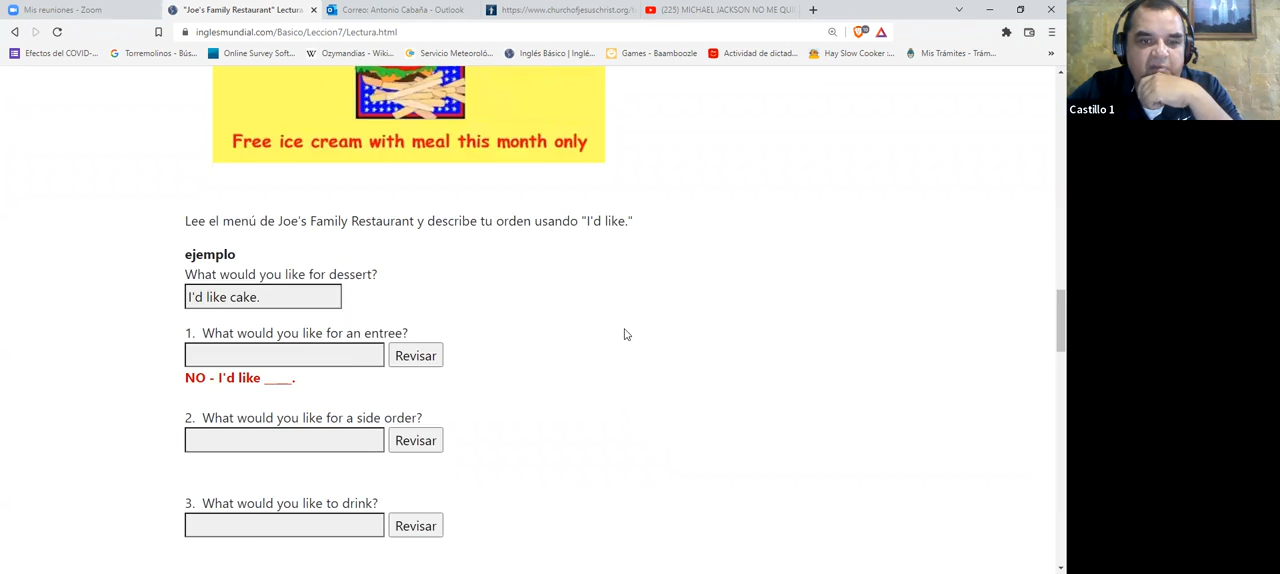 Mis reuniones - Zoom
"Joe's Family Restaurant" Lectura
Correo: Antonio Cabaña - Outlook
https://www.churchofjesuschrist.org/
(225) MICHAEL JACKSON NO ME QUI
inglesmundial.com/Basico/Leccion7/Lectura.html
Efectos del COVID-...
Torremolinos - Bús...
Online Survey Soft...
Ozymandias - Wiki...
Servicio Meteoroló...
Inglés Básico | Inglé...
Games - Baamboozle
Actividad de dictad...
Hay Slow Cooker :...
Mis Trámites - Trám...
»
Castillo 1
Free ice cream with meal this month only
Lee el menú de Joe's Family Restaurant y describe tu orden usando "I'd like."
ejemplo
What would you like for dessert?
I'd like cake.
1. What would you like for an entree?
Revisar
NO - I'd like ____.
2. What would you like for a side order?
Revisar
3. What would you like to drink?
Revisar